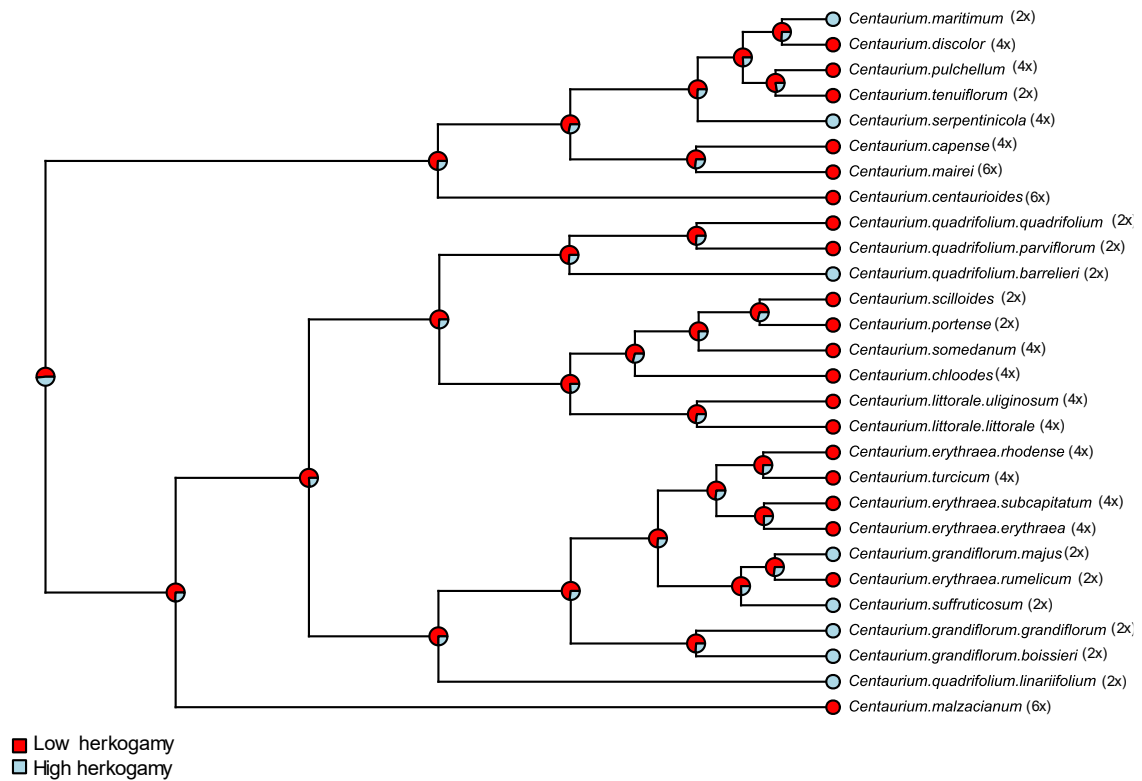 Centaurium.maritimum (2x)
Centaurium.discolor (4x)
Centaurium.pulchellum (4x)
Centaurium.tenuiflorum (2x)
Centaurium.serpentinicola (4x)
Centaurium.capense (4x)
Centaurium.mairei (6x)
Centaurium.centaurioides (6x)
Centaurium.quadrifolium.quadrifolium (2x)
Centaurium.quadrifolium.parviflorum (2x)
Centaurium.quadrifolium.barrelieri (2x)
Centaurium.scilloides (2x)
Centaurium.portense (2x)
Centaurium.somedanum (4x)
Centaurium.chloodes (4x)
Centaurium.littorale.uliginosum (4x)
Centaurium.littorale.littorale (4x)
Centaurium.erythraea.rhodense (4x)
Centaurium.turcicum (4x)
Centaurium.erythraea.subcapitatum (4x)
Centaurium.erythraea.erythraea (4x)
Centaurium.grandiflorum.majus (2x)
Centaurium.erythraea.rumelicum (2x)
Centaurium.suffruticosum (2x)
Centaurium.grandiflorum.grandiflorum (2x)
Centaurium.grandiflorum.boissieri (2x)
Centaurium.quadrifolium.linariifolium (2x)
Centaurium.malzacianum (6x)
Low herkogamy
High herkogamy